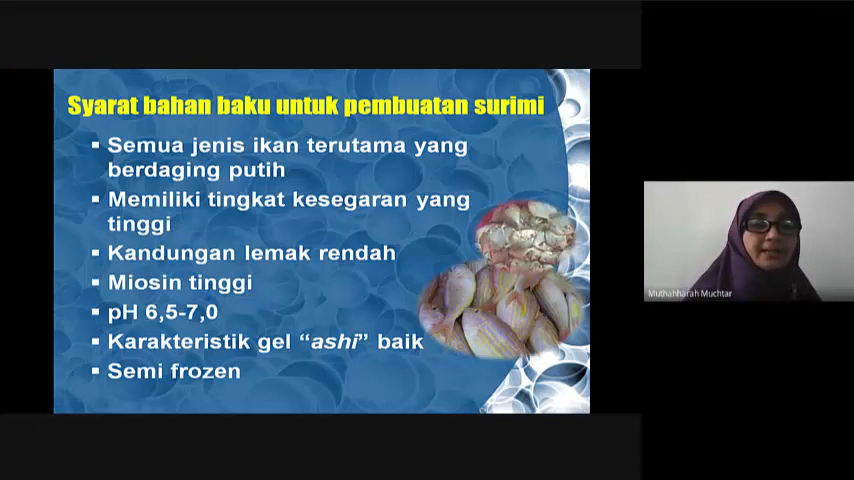 Syarat bahan baku untuk pembuatan surimi
▪ Semua jenis ikan terutama yang
berdaging putih
▪ Memiliki tingkat kesegaran yang
tinggi
▪ Kandungan lemak rendah
▪ Miosin tinggi
▪ pH 6,5-7,0
▪ Karakteristik gel “ashi” baik
▪ Semi frozen
Muthahharah Muchtar